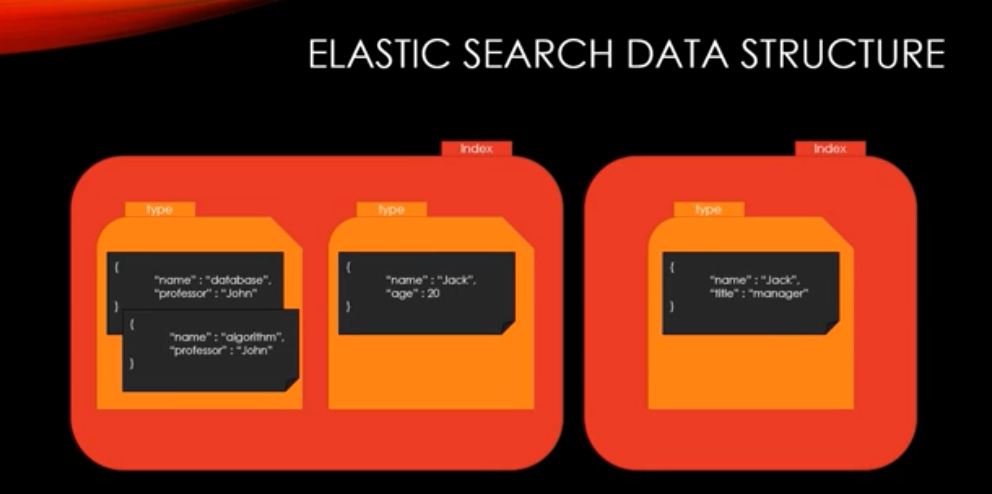 ELASTIC SEARCH DATA STRUCTURE
Index
type
{
"name" : "database",
"professor" : "John"
}
{
"name" : "algorithm",
"professor" : "John"
}
type
{
"name" : "Jack",
"age" : 20
}
Index
type
{
"name" : "Jack",
"title" : "manager"
}